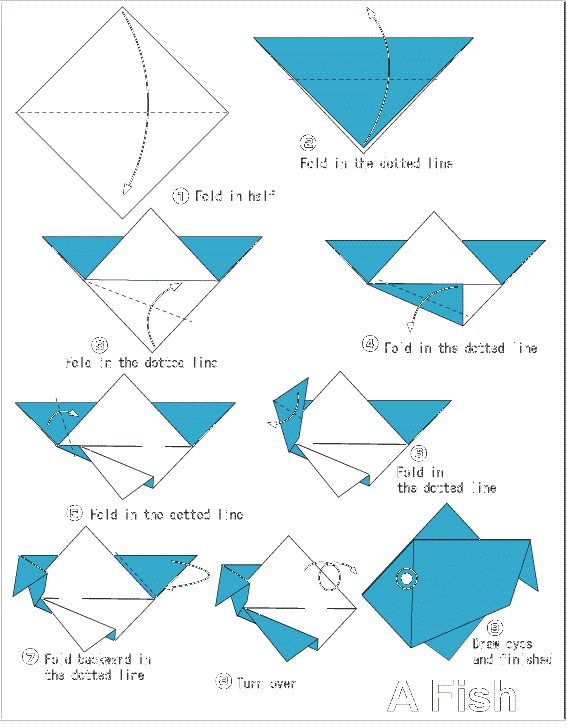 ① Fold in half
② Fold in the dotted line
③ Fold in the dotted line
④ Fold in the dotted line
⑤ Fold in the dotted line
⑥ Fold in
the dotted line
⑦ Fold backward in
the dotted line
⑧ Turn over
⑨ Draw eyes
and finished
A Fish